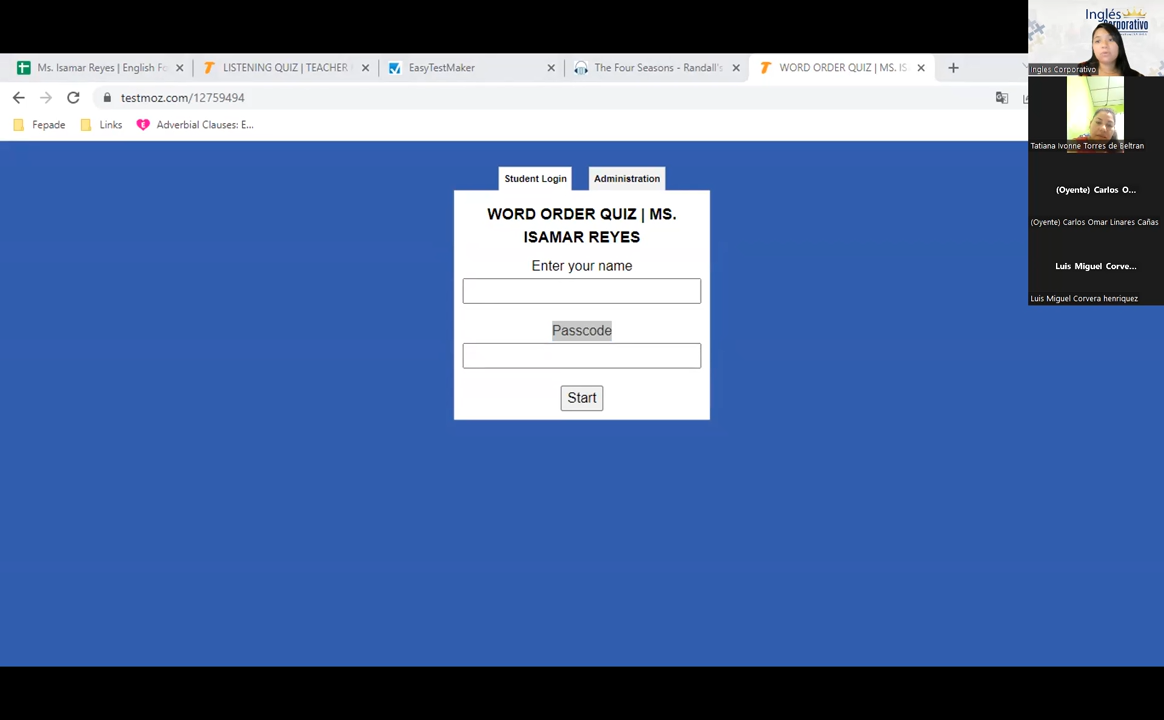 Ms. Isamar Reyes | English Fo
LISTENING QUIZ | TEACHER
EasyTestMaker
The Four Seasons - Randall's
WORD ORDER QUIZ | MS. IS
testmoz.com/12759494
Fepade
Links
Adverbial Clauses: E...
Student Login
Administration
WORD ORDER QUIZ | MS.
ISAMAR REYES
Enter your name
Passcode
Start
Inglés
Corporativo
Ingles Corporativo
Tatiana Ivonne Torres de Beltran
(Oyente) Carlos O...
(Oyente) Carlos Omar Linares Cañas
Luis Miguel Corve...
Luis Miguel Corvera henriquez